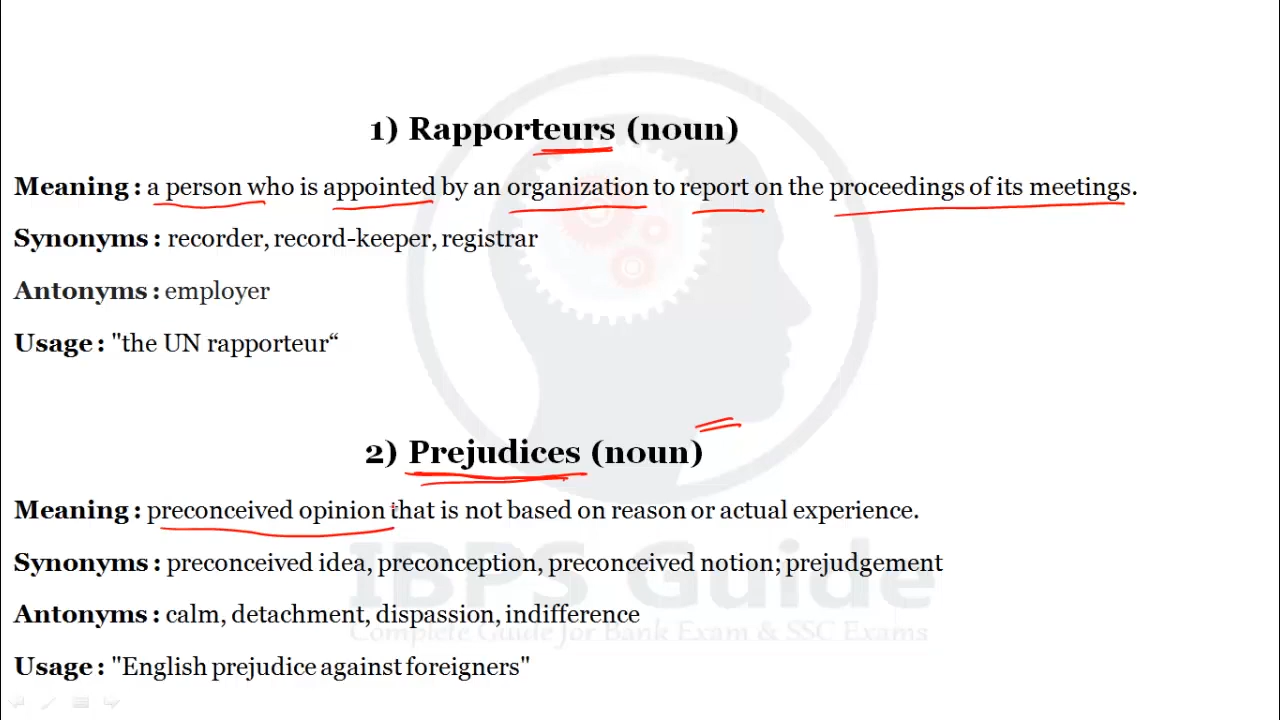 1) Rapporteurs (noun)
Meaning : a person who is appointed by an organization to report on the proceedings of its meetings.
Synonyms : recorder, record-keeper, registrar
Antonyms : employer
Usage : "the UN rapporteur“
2) Prejudices (noun)
Meaning : preconceived opinion that is not based on reason or actual experience.
IBPS Guide
Synonyms : preconceived idea, preconception, preconceived notion; prejudgement
Antonyms : calm, detachment, dispassion, indifference
Complete Guide for Bank Exam & SSC Exams
Usage : "English prejudice against foreigners"